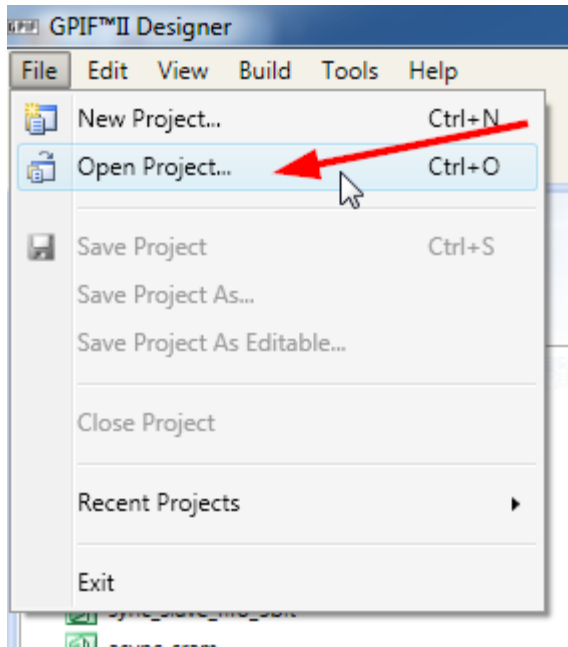 GPIF™II Designer
File Edit View Build Tools Help
New Project... Ctrl+N
Open Project... Ctrl+O
Save Project Ctrl+S
Save Project As...
Save Project As Editable...
Close Project
Recent Projects
Exit